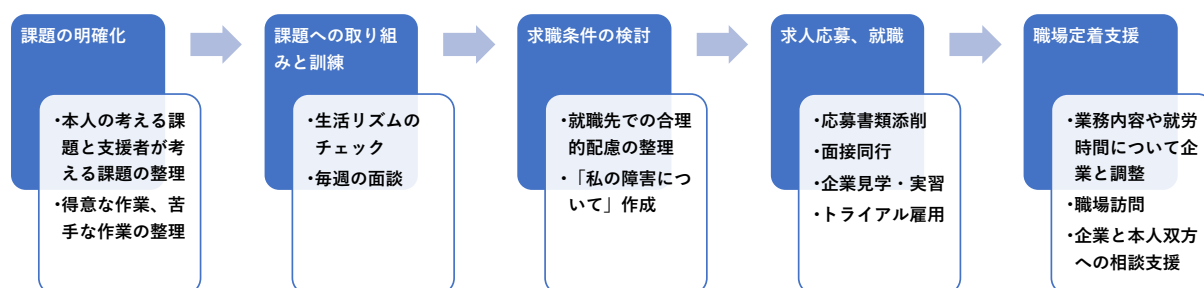 課題の明確化
・本人の考える課
題と支援者が考
える課題の整理
・得意な作業、苦
手な作業の整理
課題への取り組
みと訓練
・生活リズムの
チェック
・毎週の面談
求職条件の検討
・就職先での合理
的配慮の整理
・「私の障害につ
いて」作成
求人応募、就職
・応募書類添削
・面接同行
・企業見学・実習
・トライアル雇用
職場定着支援
・業務内容や就労
時間について企
業と調整
・職場訪問
・企業と本人双方
への相談支援